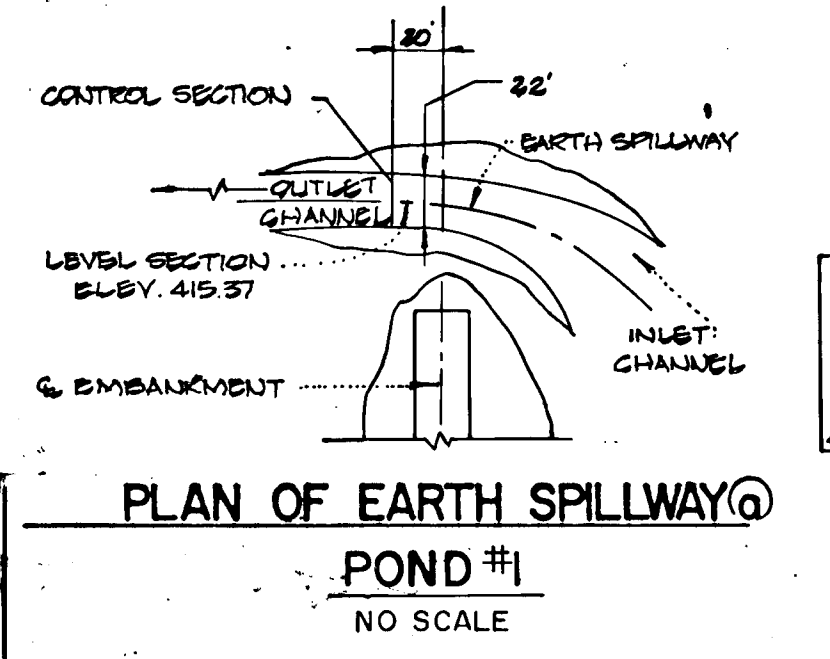 20'
CONTROL SECTION
22'
EARTH SPILLWAY
OUTLET
CHANNEL
LEVEL SECTION
ELEV. 415.37
INLET
CHANNEL
℄ EMBANKMENT
PLAN OF EARTH SPILLWAY@
POND #1
NO SCALE